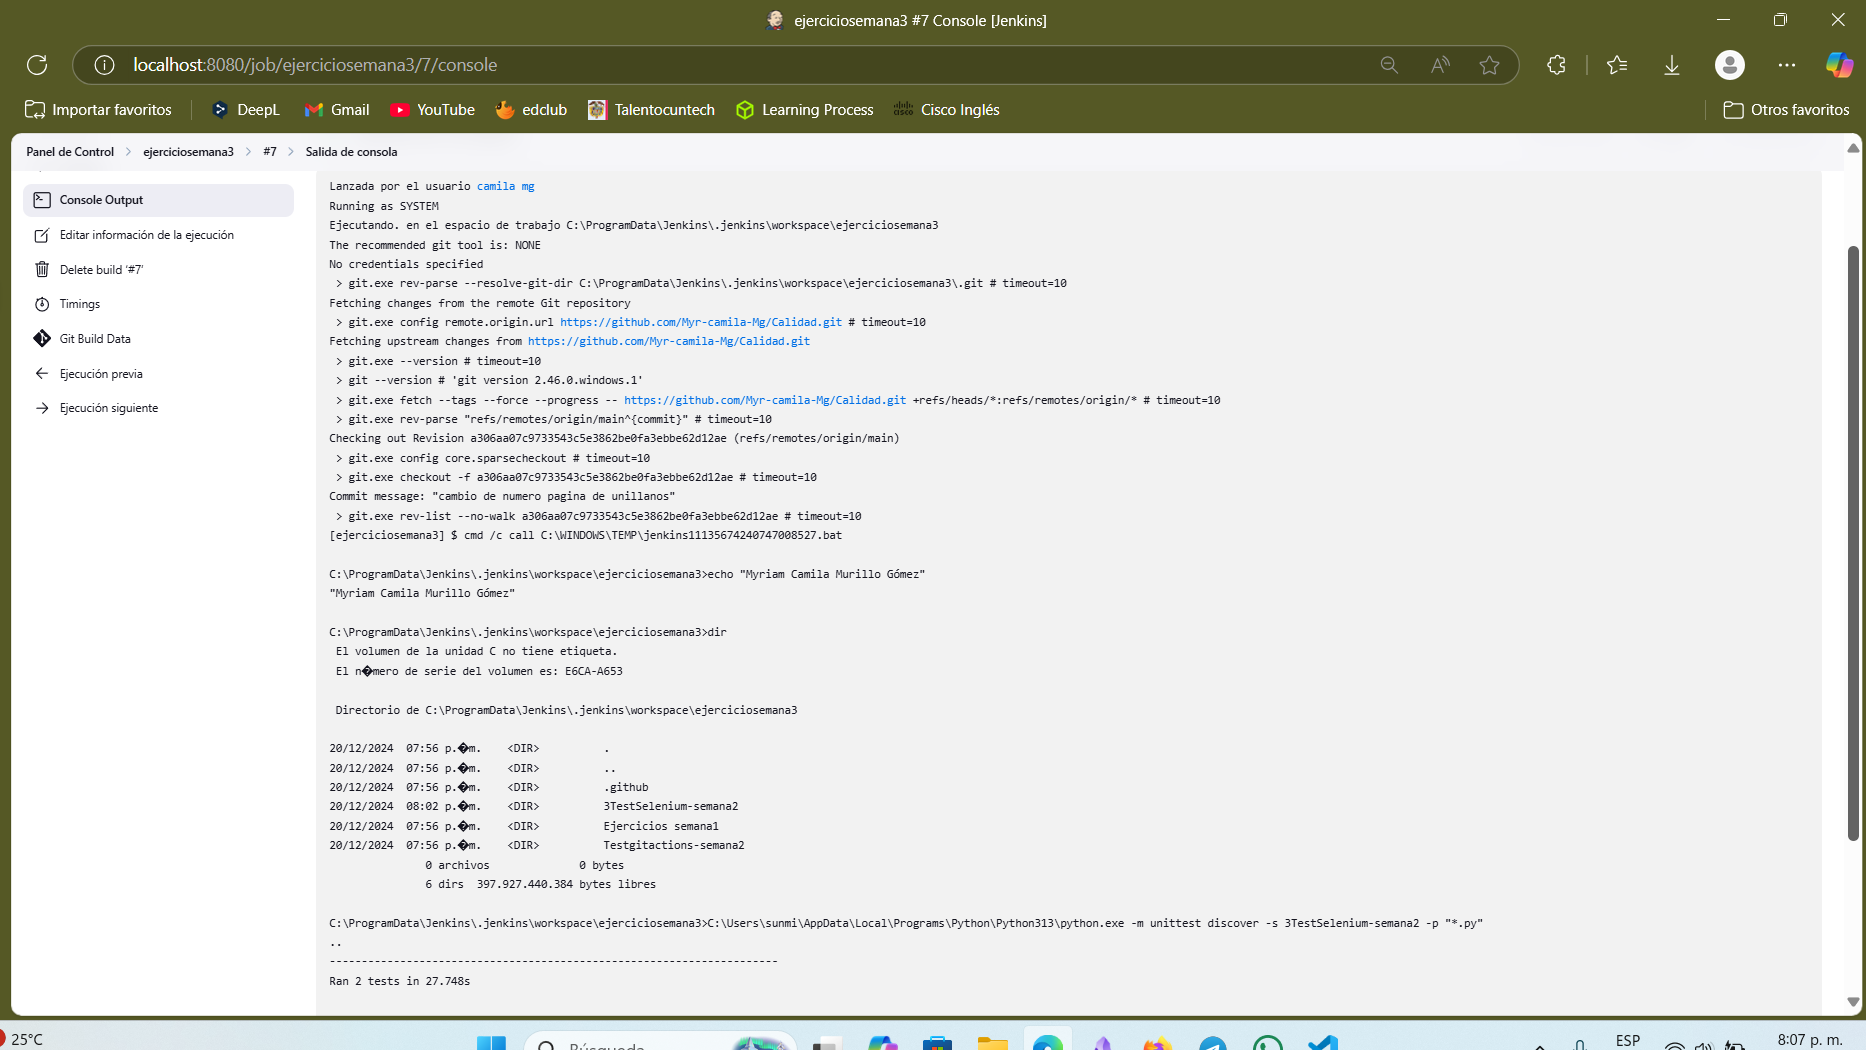 ejerciciosemana3 #7 Console [Jenkins]
localhost:8080/job/ejerciciosemana3/7/console
Importar favoritos
DeepL
Gmail
YouTube
edclub
Talentocuntech
Learning Process
Cisco Inglés
Otros favoritos
Panel de Control > ejerciciosemana3 > #7 > Salida de consola
Console Output
Editar información de la ejecución
Delete build '#7'
Timings
Git Build Data
Ejecución previa
Ejecución siguiente
Lanzada por el usuario camila mg
Running as SYSTEM
Ejecutando. en el espacio de trabajo C:\ProgramData\Jenkins\.jenkins\workspace\ejerciciosemana3
The recommended git tool is: NONE
No credentials specified
> git.exe rev-parse --resolve-git-dir C:\ProgramData\Jenkins\.jenkins\workspace\ejerciciosemana3\.git # timeout=10
Fetching changes from the remote Git repository
> git.exe config remote.origin.url https://github.com/Myr-camila-Mg/Calidad.git # timeout=10
Fetching upstream changes from https://github.com/Myr-camila-Mg/Calidad.git
> git.exe --version # timeout=10
> git --version # 'git version 2.46.0.windows.1'
> git.exe fetch --tags --force --progress -- https://github.com/Myr-camila-Mg/Calidad.git +refs/heads/*:refs/remotes/origin/* # timeout=10
> git.exe rev-parse "refs/remotes/origin/main^{commit}" # timeout=10
Checking out Revision a306aa07c9733543c5e3862be0fa3ebbe62d12ae (refs/remotes/origin/main)
> git.exe config core.sparsecheckout # timeout=10
> git.exe checkout -f a306aa07c9733543c5e3862be0fa3ebbe62d12ae # timeout=10
Commit message: "cambio de numero pagina de unillanos"
> git.exe rev-list --no-walk a306aa07c9733543c5e3862be0fa3ebbe62d12ae # timeout=10
[ejerciciosemana3] $ cmd /c call C:\WINDOWS\TEMP\jenkins11135674240747008527.bat
C:\ProgramData\Jenkins\.jenkins\workspace\ejerciciosemana3>echo "Myriam Camila Murillo Gómez"
"Myriam Camila Murillo Gómez"
C:\ProgramData\Jenkins\.jenkins\workspace\ejerciciosemana3>dir
El volumen de la unidad C no tiene etiqueta.
El n�mero de serie del volumen es: E6CA-A653
Directorio de C:\ProgramData\Jenkins\.jenkins\workspace\ejerciciosemana3
20/12/2024 07:56 p.�m. <DIR> .
20/12/2024 07:56 p.�m. <DIR> ..
20/12/2024 07:56 p.�m. <DIR> .github
20/12/2024 08:02 p.�m. <DIR> 3TestSelenium-semana2
20/12/2024 07:56 p.�m. <DIR> Ejercicios semana1
20/12/2024 07:56 p.�m. <DIR> Testgitactions-semana2
0 archivos 0 bytes
6 dirs 397.927.440.384 bytes libres
C:\ProgramData\Jenkins\.jenkins\workspace\ejerciciosemana3>C:\Users\sunmi\AppData\Local\Programs\Python\Python313\python.exe -m unittest discover -s 3TestSelenium-semana2 -p "*.py"
..
----------------------------------------------------------------------
Ran 2 tests in 27.748s
25°C
Búsqueda
ESP
8:07 p. m.